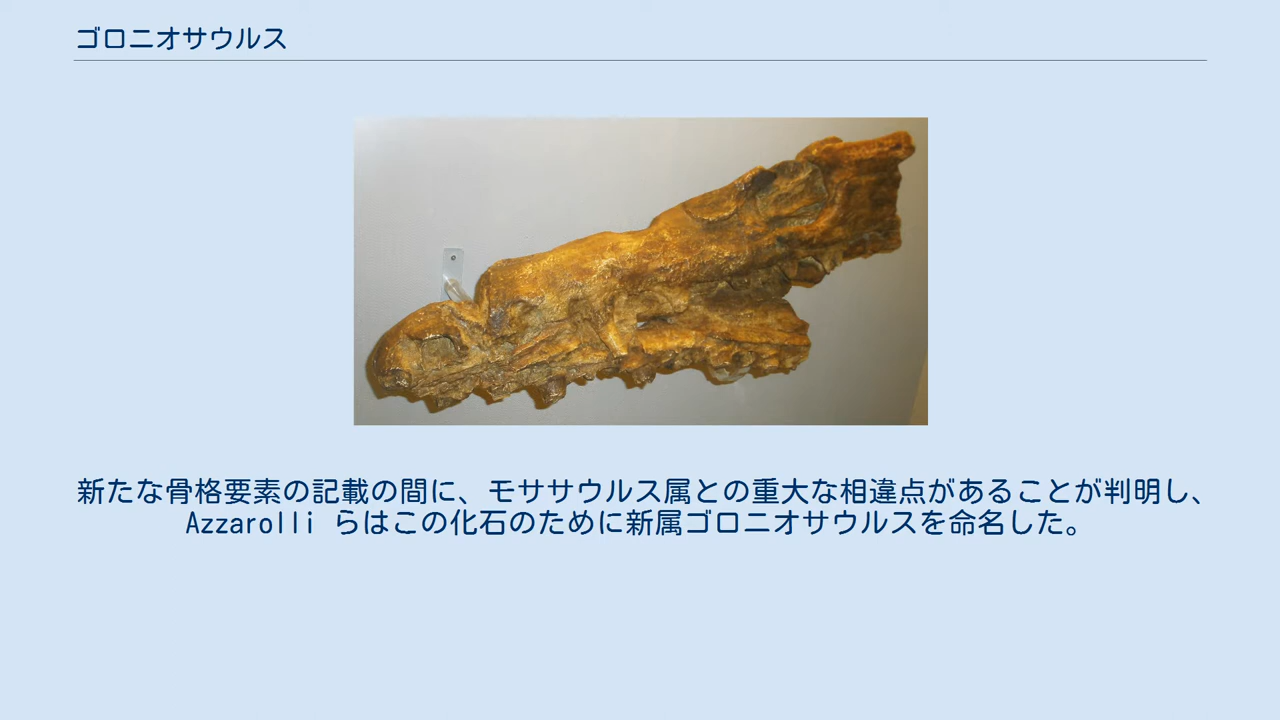 ゴロニオサウルス
新たな骨格要素の記載の間に、モササウルス属との重大な相違点があることが判明し、
Azzarolli らはこの化石のために新属ゴロニオサウルスを命名した。